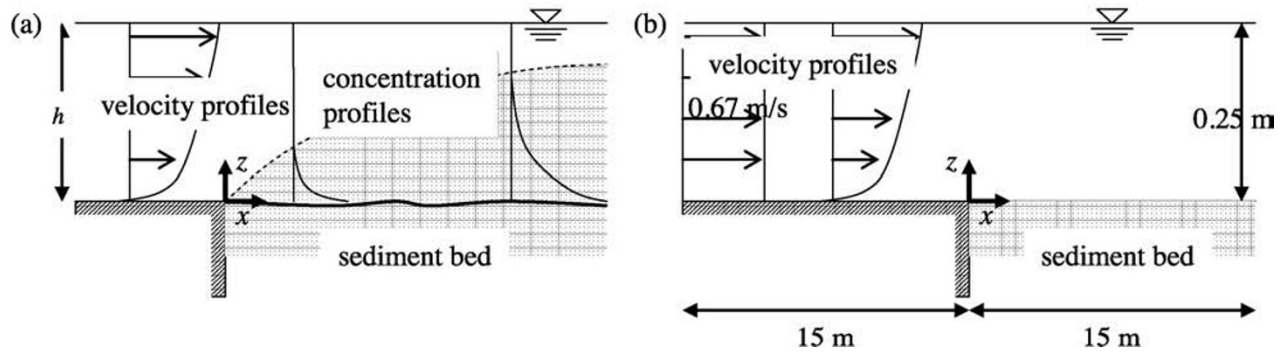 (a)
h
velocity profiles
concentration
profiles
z
x
sediment bed
(b)
velocity profiles
0.67 m/s
0.25 m
z
x
sediment bed
15 m
15 m